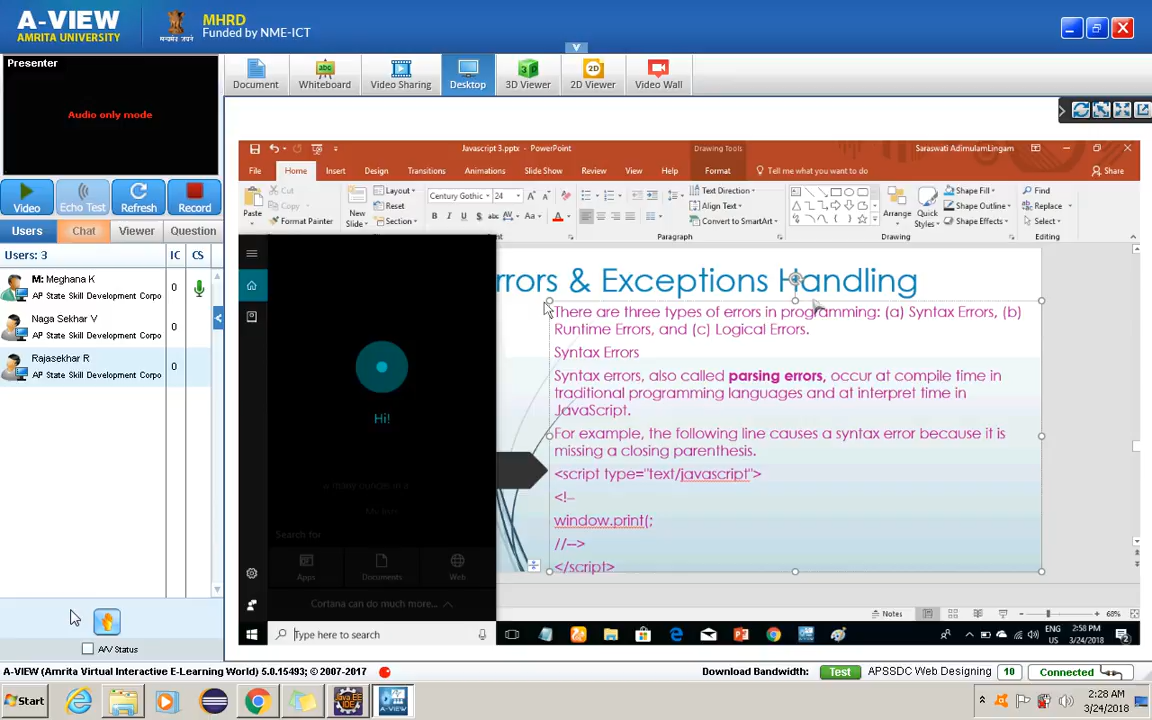 A-VIEW
AMRITA UNIVERSITY
MHRD
Funded by NME-ICT
Presenter
Audio only mode
Document
Whiteboard
Video Sharing
Desktop
3D Viewer
2D Viewer
Video Wall
Video
Echo Test
Refresh
Record
Users
Chat
Viewer
Question
Users: 3
IC
CS
M: Meghana K
AP State Skill Development Corpo
0
Naga Sekhar V
AP State Skill Development Corpo
0
Rajasekhar R
AP State Skill Development Corpo
0
A/V Status
Javascript 3.pptx - PowerPoint
Drawing Tools
Saraswati AdimulamLingam
File
Home
Insert
Design
Transitions
Animations
Slide Show
Review
View
Help
Format
Tell me what you want to do
Share
Paste
Cut
Copy
Format Painter
New
Slide
Layout
Reset
Section
Century Gothic
24
Text Direction
Align Text
Convert to SmartArt
Arrange
Quick
Styles
Shape Fill
Shape Outline
Shape Effects
Find
Replace
Select
Paragraph
Drawing
Editing
rrors & Exceptions Handling
There are three types of errors in programming: (a) Syntax Errors, (b)
Runtime Errors, and (c) Logical Errors.
Syntax Errors
Syntax errors, also called parsing errors, occur at compile time in
traditional programming languages and at interpret time in
JavaScript.
For example, the following line causes a syntax error because it is
missing a closing parenthesis.
<script type="text/javascript">
<!--
window.print(;
//-->
</script>
Hi!
Search for
Apps
Documents
Web
Cortana can do much more...
Type here to search
Notes
68%
ENG
US
2:58 PM
3/24/2018
A-VIEW (Amrita Virtual Interactive E-Learning World) 5.0.15493; © 2007-2017
Download Bandwidth:
Test
APSSDC Web Designing
10
Connected
Start
2:28 AM
3/24/2018